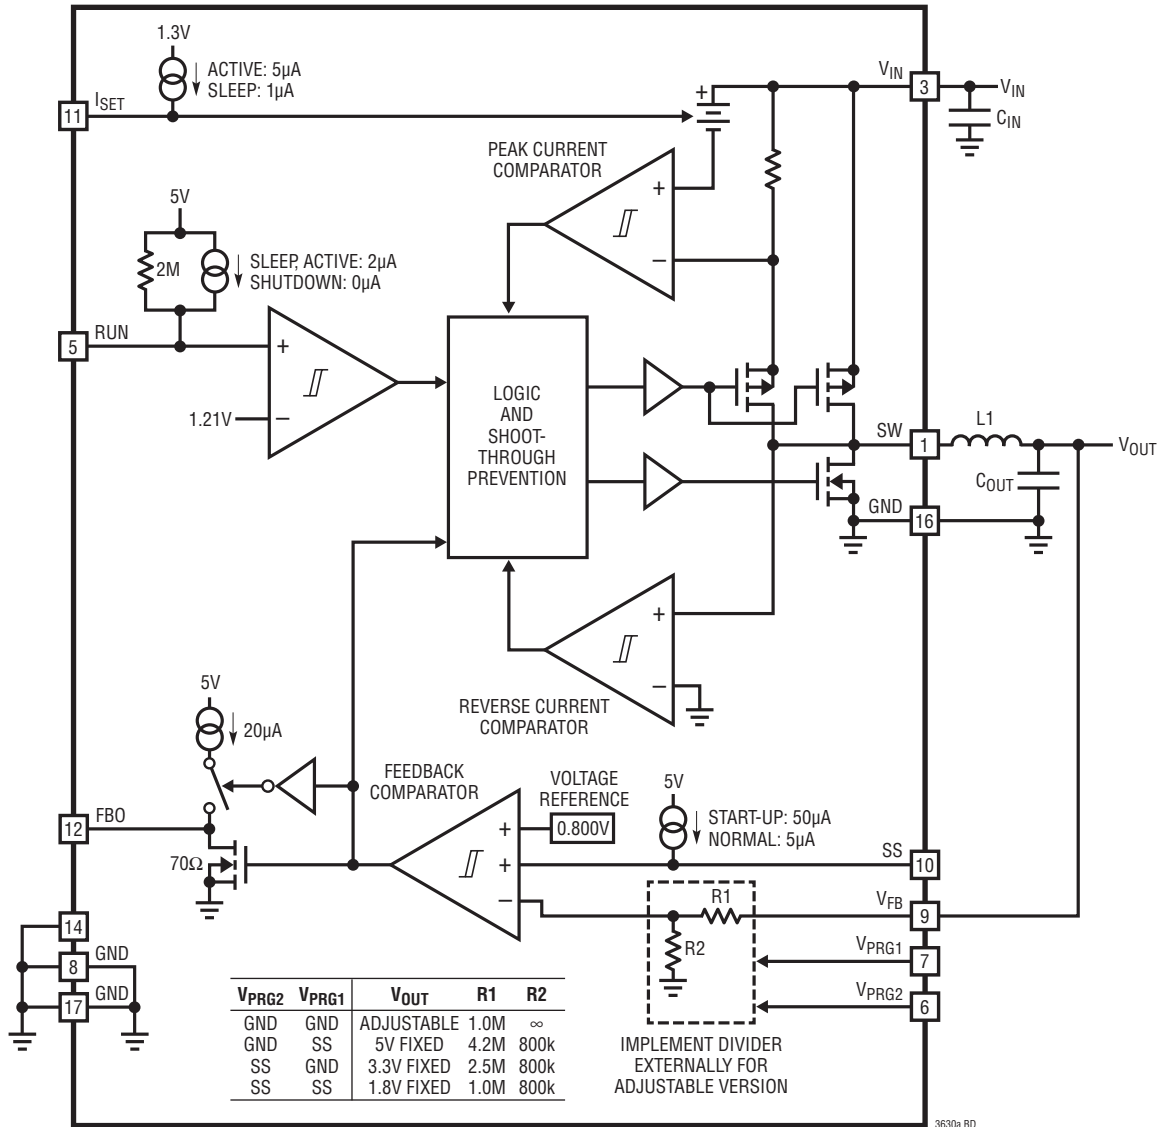 1.3V
ACTIVE: 5µA
SLEEP: 1µA
11
ISET
+
VIN
3
VIN
CIN
PEAK CURRENT
COMPARATOR
+
−
5V
2M
SLEEP, ACTIVE: 2µA
SHUTDOWN: 0µA
5
RUN
+
1.21V
−
LOGIC
AND
SHOOT-
THROUGH
PREVENTION
SW
1
L1
VOUT
COUT
GND
16
+
−
REVERSE CURRENT
COMPARATOR
5V
20µA
FEEDBACK
COMPARATOR
VOLTAGE
REFERENCE
0.800V
5V
START-UP: 50µA
NORMAL: 5µA
12
FBO
70Ω
+
+
−
SS
10
R1
R2
VFB
9
VPRG1
7
VPRG2
6
14
8
GND
17
GND
VPRG2 VPRG1 VOUT R1 R2
GND GND ADJUSTABLE 1.0M ∞
GND SS 5V FIXED 4.2M 800k
SS GND 3.3V FIXED 2.5M 800k
SS SS 1.8V FIXED 1.0M 800k
IMPLEMENT DIVIDER
EXTERNALLY FOR
ADJUSTABLE VERSION
3630a BD